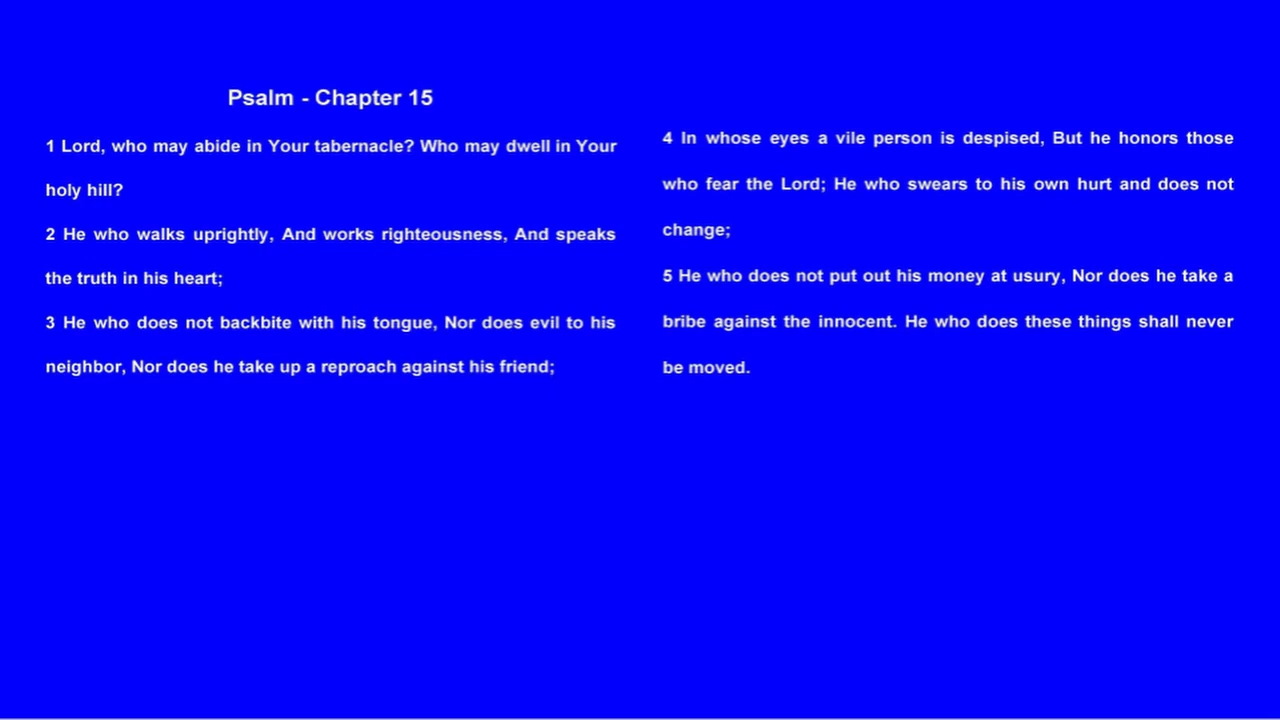 Psalm - Chapter 15
1 Lord, who may abide in Your tabernacle? Who may dwell in Your
holy hill?
2 He who walks uprightly, And works righteousness, And speaks
the truth in his heart;
3 He who does not backbite with his tongue, Nor does evil to his
neighbor, Nor does he take up a reproach against his friend;
4 In whose eyes a vile person is despised, But he honors those
who fear the Lord; He who swears to his own hurt and does not
change;
5 He who does not put out his money at usury, Nor does he take a
bribe against the innocent. He who does these things shall never
be moved.